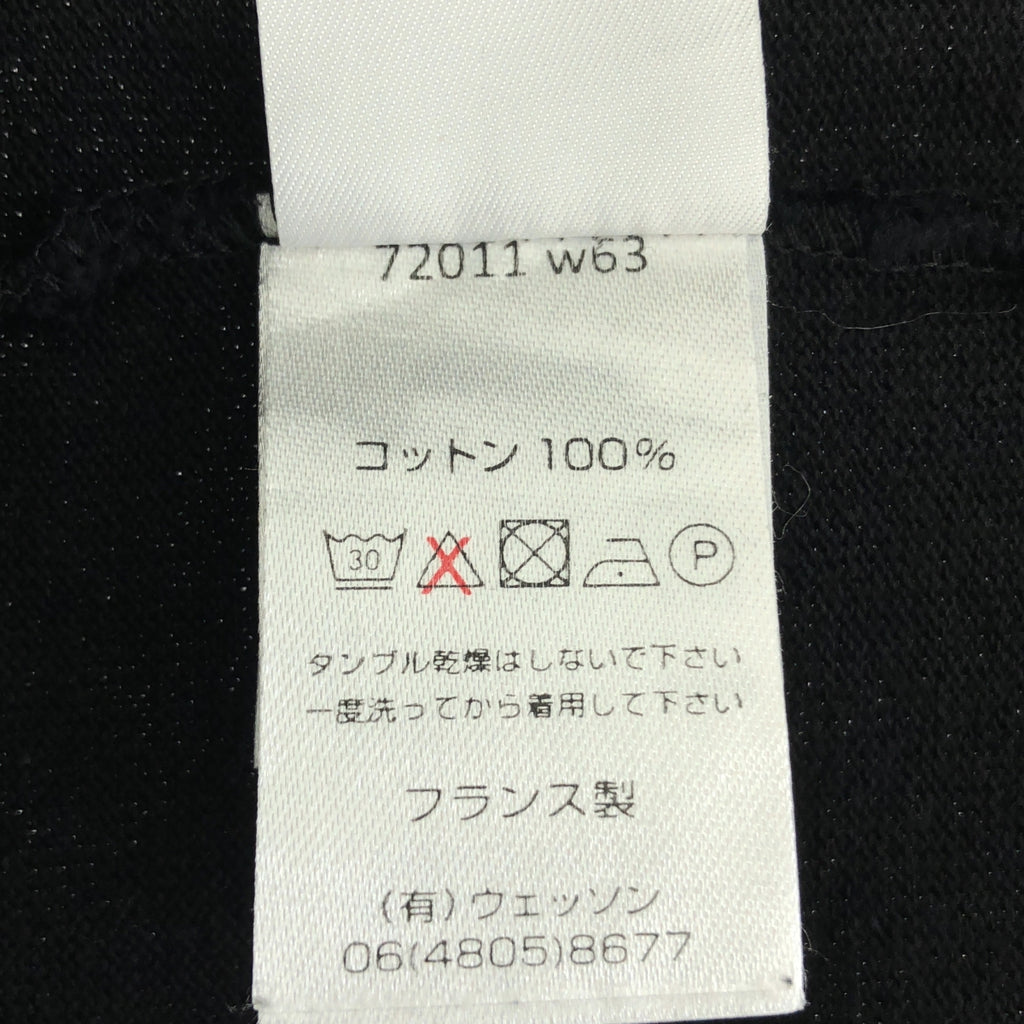 72011 w63
コットン 100%
30 P
タンブル乾燥はしないで下さい
一度洗ってから着用して下さい
フランス製
(有)ウェッソン
06(4805)8677